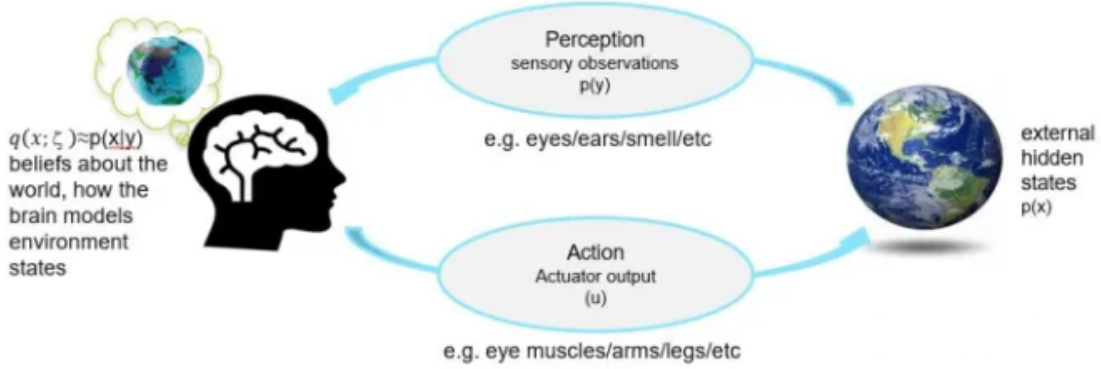 Perception
sensory observations
p(y)
e.g. eyes/ears/smell/etc
q(x; ζ)≈p(x|y)
beliefs about the
world, how the
brain models
environment
states
external
hidden
states
p(x)
Action
Actuator output
(u)
e.g. eye muscles/arms/legs/etc